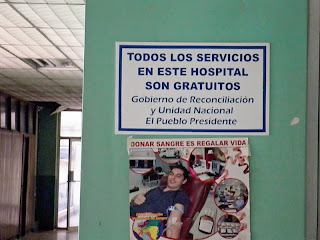 TODOS LOS SERVICIOS
EN ESTE HOSPITAL
SON GRATUITOS
Gobierno de Reconciliación
y Unidad Nacional
El Pueblo Presidente
DONAR SANGRE ES REGALAR VIDA